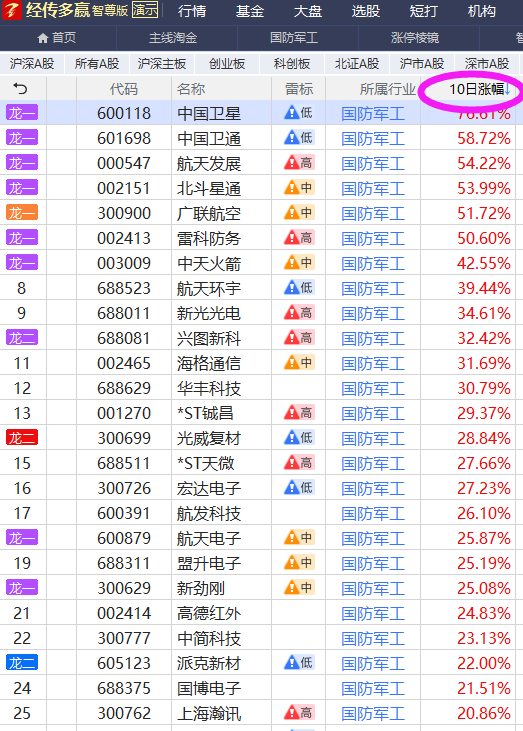 经传多赢 智尊版 演示 行情 基金 大盘 选股 短打 机构
首页 主线淘金 国防军工 涨停棱镜
沪深A股 所有A股 沪深主板 创业板 科创板 北证A股 沪市A股 深市A股
代码 名称 雷标 所属行业 10日涨幅↓
龙一 600118 中国卫星 低 国防军工 76.61%
龙一 601698 中国卫通 低 国防军工 58.72%
龙一 000547 航天发展 高 国防军工 54.22%
龙一 002151 北斗星通 中 国防军工 53.99%
龙一 300900 广联航空 中 国防军工 51.72%
龙一 002413 雷科防务 高 国防军工 50.60%
龙一 003009 中天火箭 中 国防军工 42.55%
8 688523 航天环宇 低 国防军工 39.44%
9 688011 新光光电 高 国防军工 34.61%
龙一 688081 兴图新科 高 国防军工 32.42%
11 002465 海格通信 中 国防军工 31.69%
12 688629 华丰科技 国防军工 30.79%
13 001270 *ST铖昌 高 国防军工 29.37%
龙二 300699 光威复材 低 国防军工 28.84%
15 688511 *ST天微 高 国防军工 27.66%
16 300726 宏达电子 低 国防军工 27.23%
17 600391 航发科技 国防军工 26.10%
龙一 600879 航天电子 中 国防军工 25.87%
19 688311 盟升电子 中 国防军工 25.19%
龙一 300629 新劲刚 中 国防军工 25.08%
21 002414 高德红外 国防军工 24.83%
22 300777 中简科技 国防军工 23.13%
龙二 605123 派克新材 低 国防军工 22.00%
24 688375 国博电子 国防军工 21.51%
25 300762 上海瀚讯 高 国防军工 20.86%